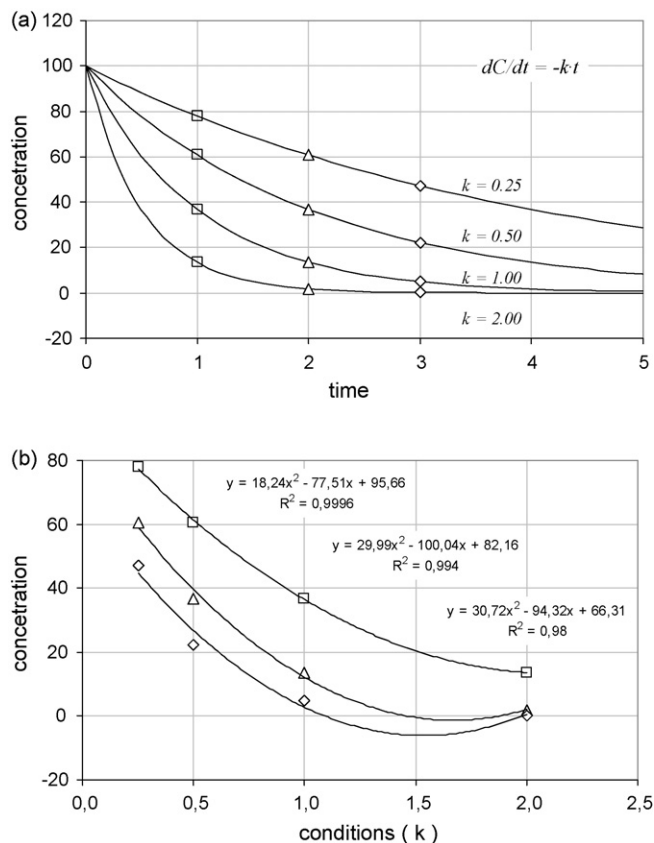 (a)
120
100
80
60
40
20
0
-20
concetration
dC/dt = -k·t
k = 0.25
k = 0.50
k = 1.00
k = 2.00
0 1 2 3 4 5
time
(b)
80
60
40
20
0
-20
concetration
y = 18,24x² - 77,51x + 95,66
R² = 0,9996
y = 29,99x² - 100,04x + 82,16
R² = 0,994
y = 30,72x² - 94,32x + 66,31
R² = 0,98
0,0 0,5 1,0 1,5 2,0 2,5
conditions ( k )